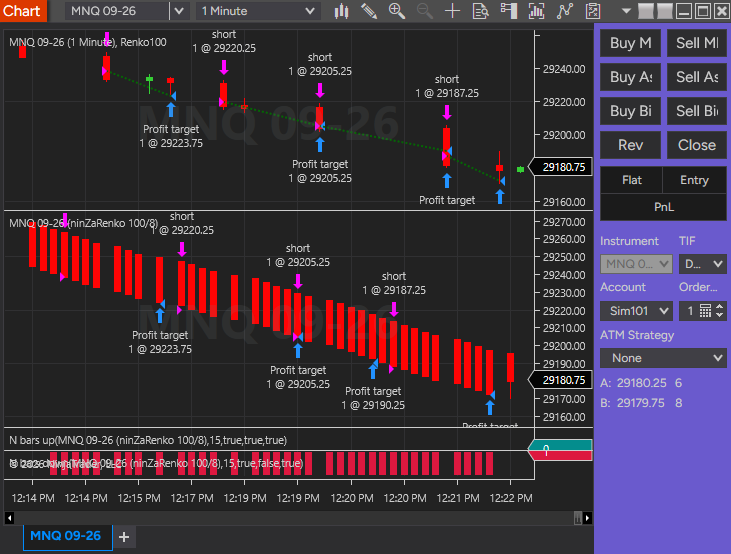 Chart
MNQ 09-26
1 Minute
MNQ 09-26 (1 Minute), Renko100
short
1 @ 29220.25
short
1 @ 29205.25
short
1 @ 29187.25
MNQ 09-26
Profit target
1 @ 29223.75
Profit target
1 @ 29205.25
Profit target
29240.00
29220.00
29200.00
29180.75
29160.00
MNQ 09-26 (ninZaRenko 100/8)
short
1 @ 29220.25
short
1 @ 29205.25
short
1 @ 29187.25
MNQ 09-26
Profit target
1 @ 29223.75
Profit target
1 @ 29205.25
Profit target
1 @ 29190.25
Profit target
29270.00
29260.00
29250.00
29240.00
29230.00
29220.00
29210.00
29200.00
29190.00
29180.75
29170.00
29160.00
N bars up(MNQ 09-26 (ninZaRenko 100/8),15,true,true,true)
0
N bars down(MNQ 09-26 (ninZaRenko 100/8),15,true,false,true)
© 2026 NinjaTrader, LLC
12:14 PM
12:14 PM
12:15 PM
12:17 PM
12:19 PM
12:19 PM
12:20 PM
12:20 PM
12:21 PM
12:22 PM
MNQ 09-26
+
Buy M
Sell M
Buy As
Sell As
Buy Bi
Sell Bi
Rev
Close
Flat
Entry
PnL
Instrument
TIF
MNQ 0...
D...
Account
Order...
Sim101
1
ATM Strategy
None
A: 29180.25 6
B: 29179.75 8